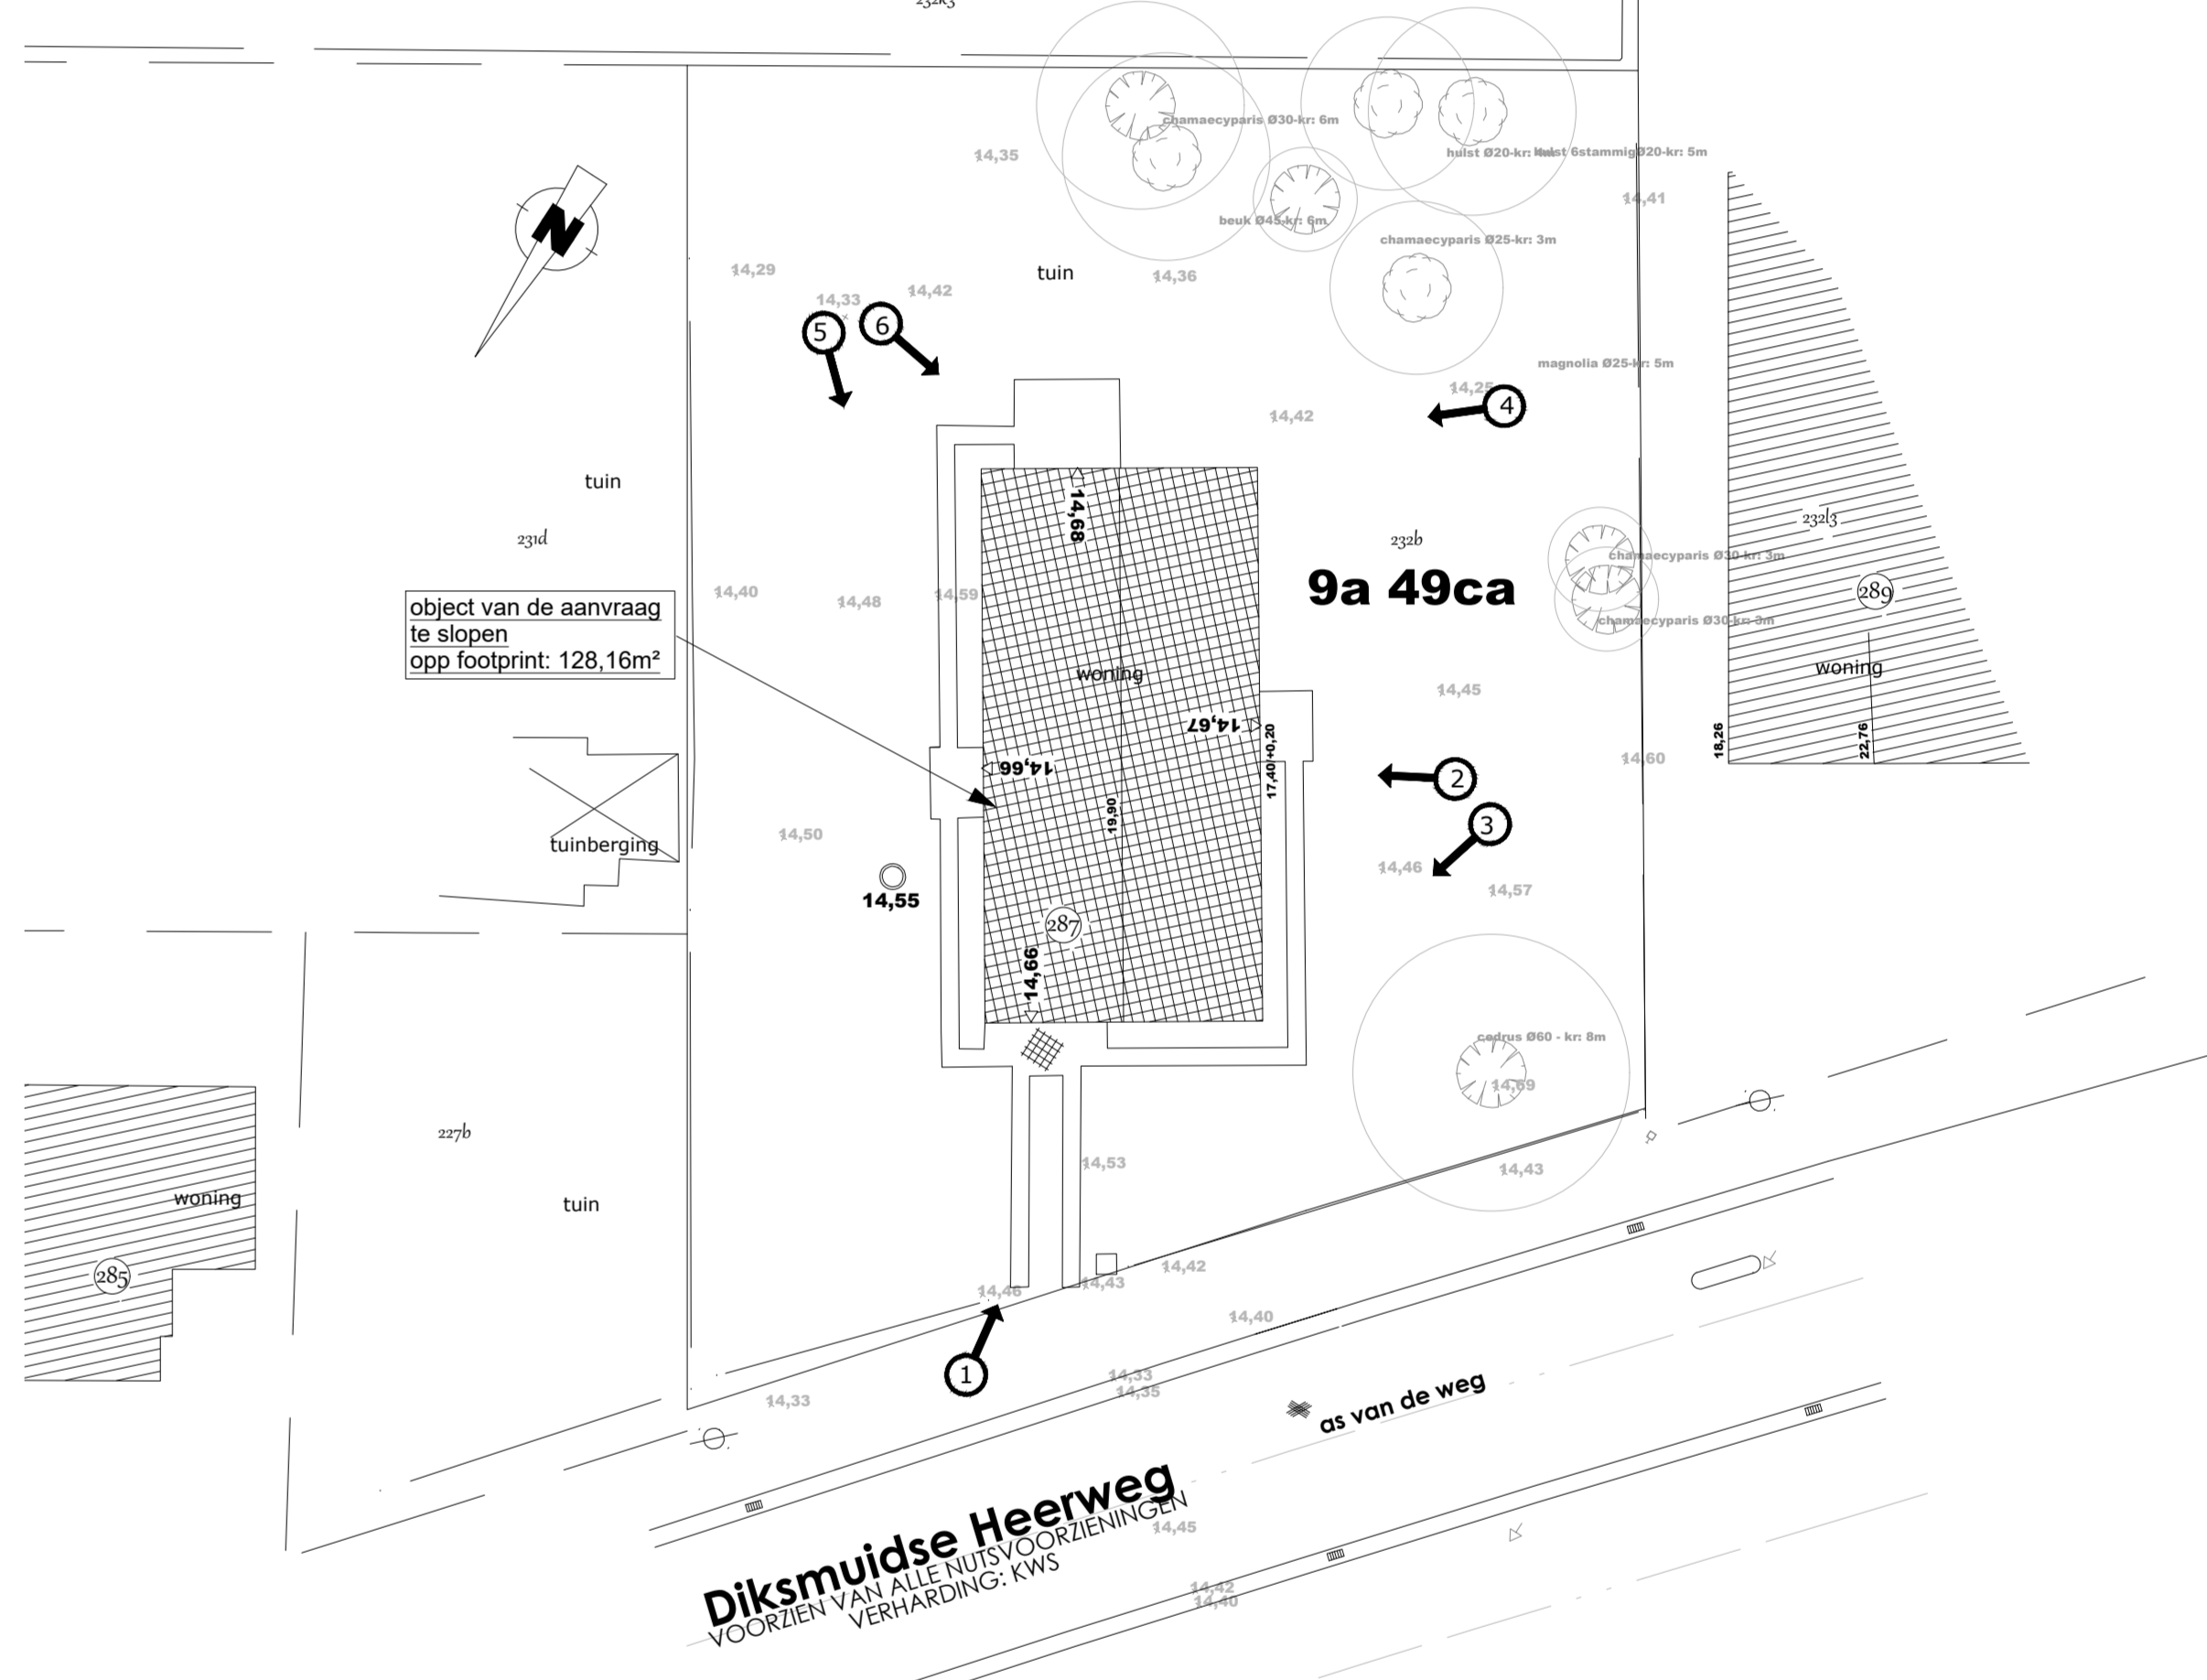 232k3
chamaecyparis Ø30-kr: 6m
14,35
hulst Ø20-kr: 4m
hulst 6stammigØ20-kr: 5m
14,41
N
beuk Ø45-kr: 6m
chamaecyparis Ø25-kr: 3m
14,29
14,33
14,42
tuin
14,36
5
6
magnolia Ø25-kr: 5m
14,25
4
14,42
tuin
14,68
231d
232b
232l3
chamaecyparis Ø30-kr: 3m
9a 49ca
289
14,40
14,48
14,59
object van de aanvraag
te slopen
opp footprint: 128,16m²
chamaecyparis Ø30-kr: 3m
woning
woning
14,45
14,67
17,40/+0,20
18,26
22,76
14,60
14,66
2
19,90
3
14,50
tuinberging
14,46
14,57
14,55
287
14,66
cedrus Ø60 - kr: 8m
14,69
227b
14,53
14,43
woning
tuin
285
14,42
14,46
14,43
14,40
1
14,33
14,35
14,33
as van de weg
Diksmuidse Heerweg
VOORZIEN VAN ALLE NUTSVOORZIENINGEN
VERHARDING: KWS
14,45
14,42
14,40